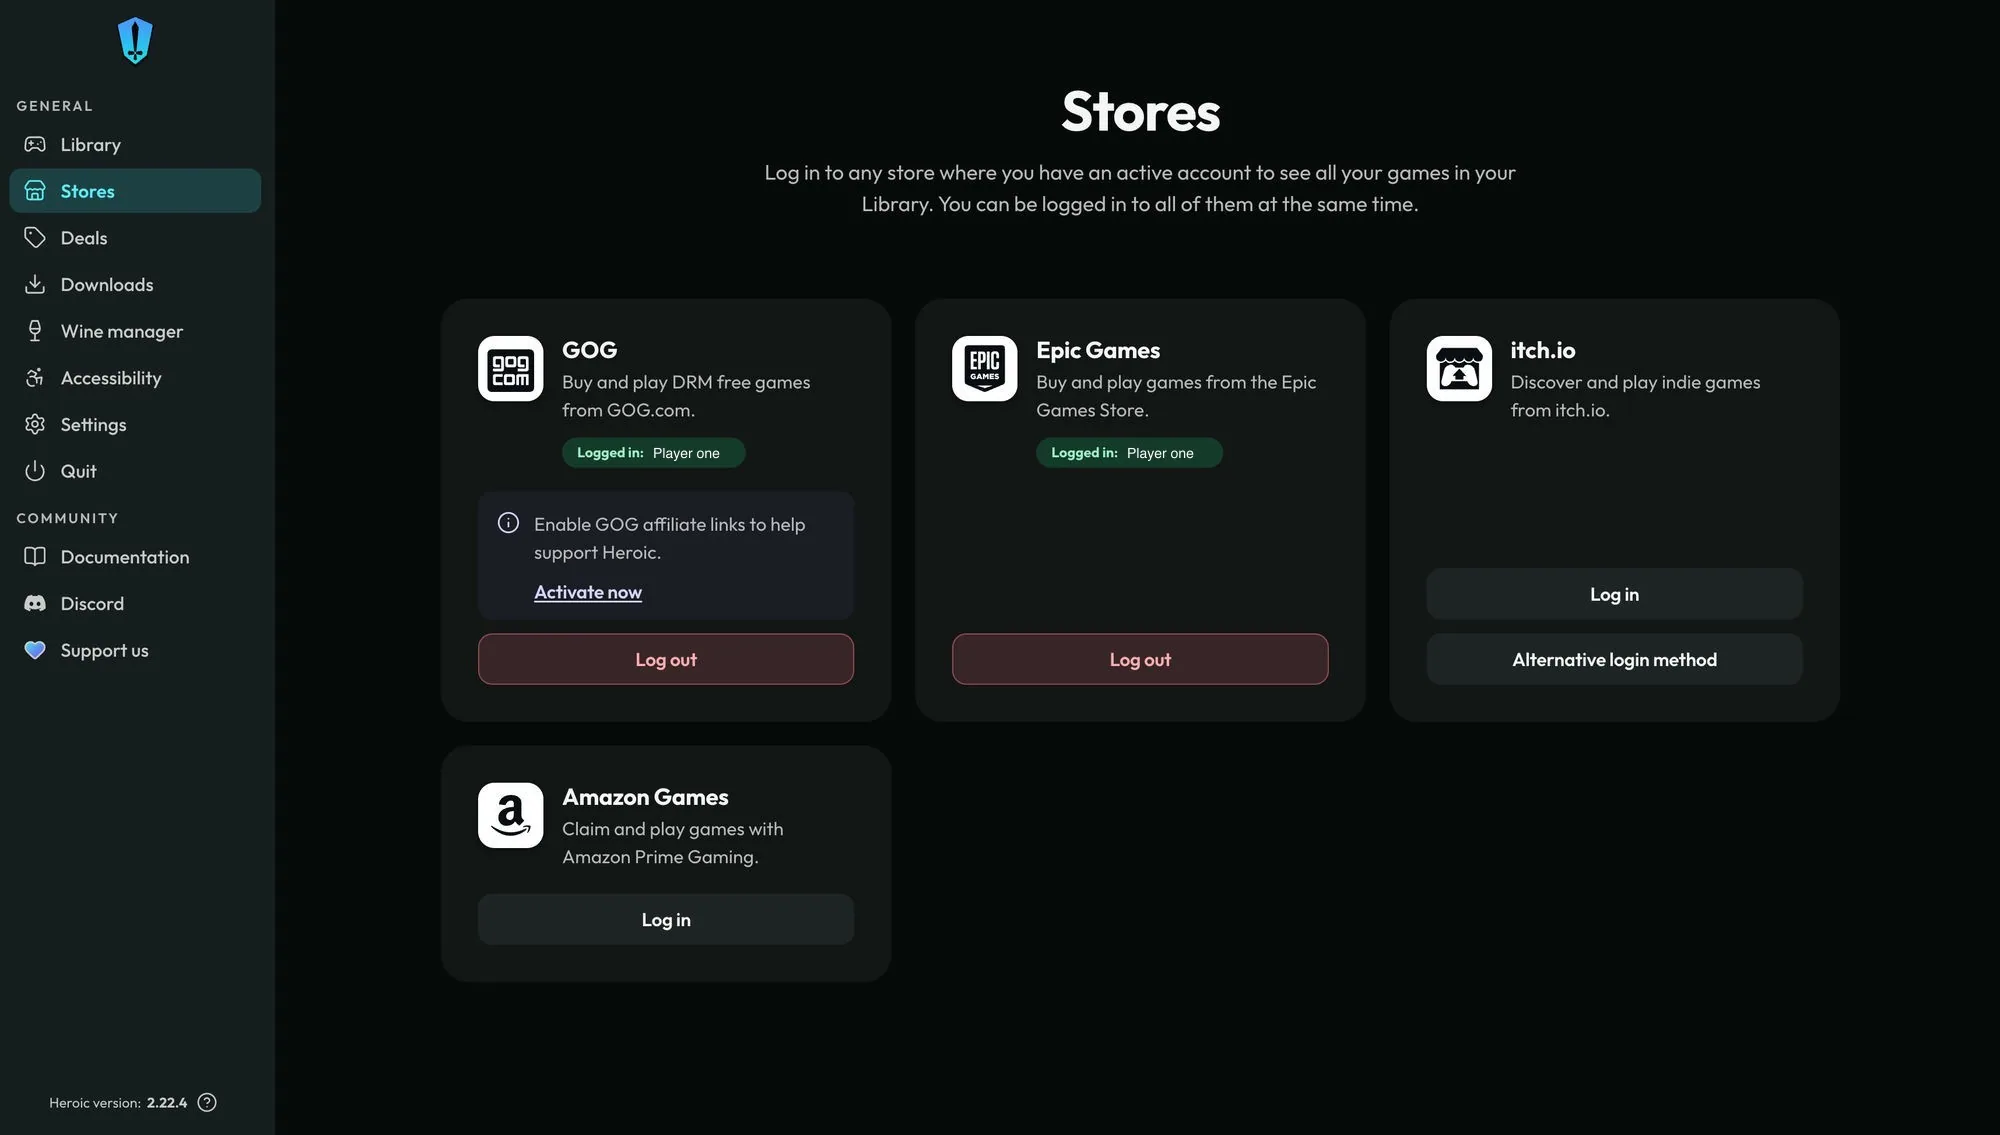 GENERAL
Library
Stores
Deals
Downloads
Wine manager
Accessibility
Settings
Quit
COMMUNITY
Documentation
Discord
Support us
Heroic version: 2.22.4
Stores
Log in to any store where you have an active account to see all your games in your
Library. You can be logged in to all of them at the same time.
gog
com
GOG
Buy and play DRM free games
from GOG.com.
Logged in: Player one
Enable GOG affiliate links to help
support Heroic.
Activate now
Log out
EPIC
GAMES
Epic Games
Buy and play games from the Epic
Games Store.
Logged in: Player one
Log out
itch.io
Discover and play indie games
from itch.io.
Log in
Alternative login method
a
Amazon Games
Claim and play games with
Amazon Prime Gaming.
Log in